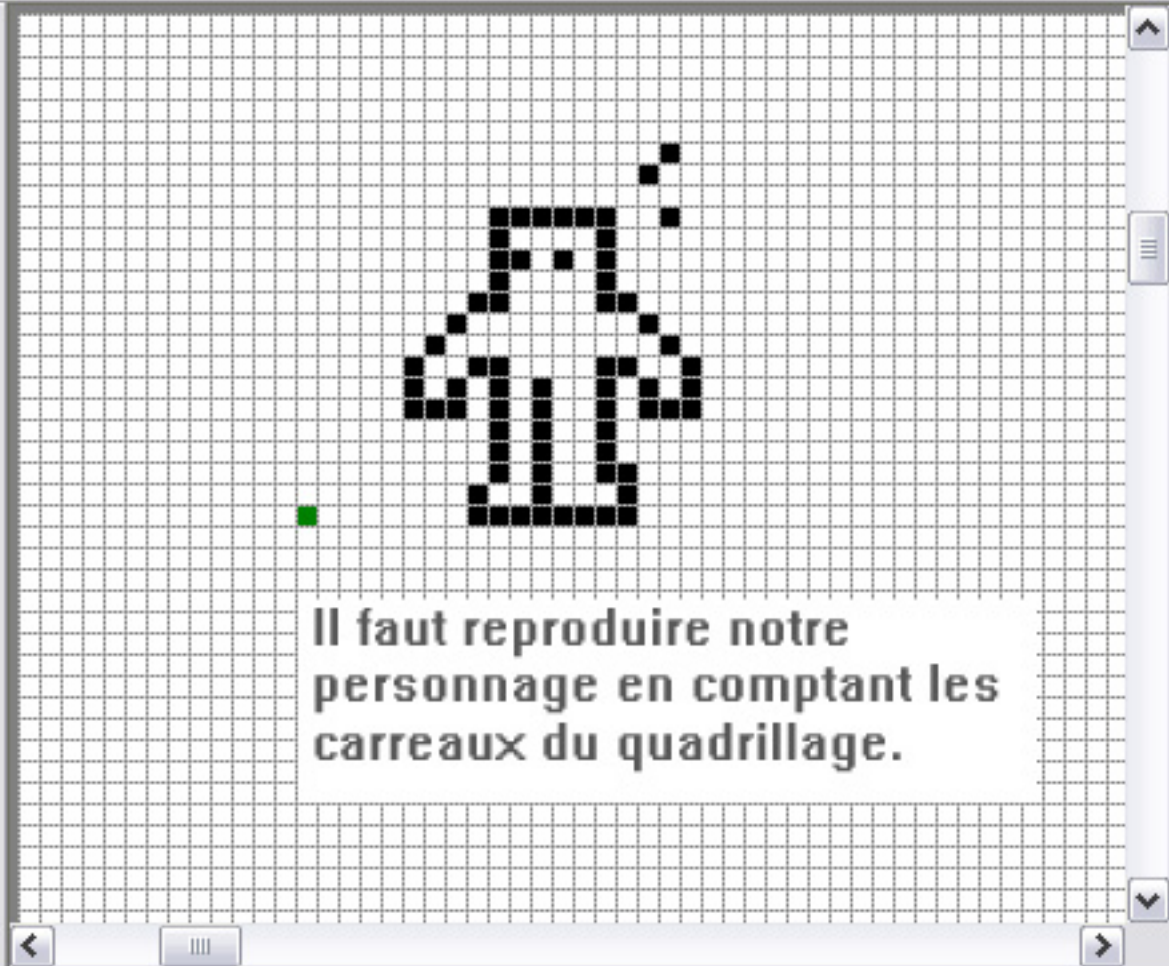 Il faut reproduire notre
personnage en comptant les
carreaux du quadrillage.